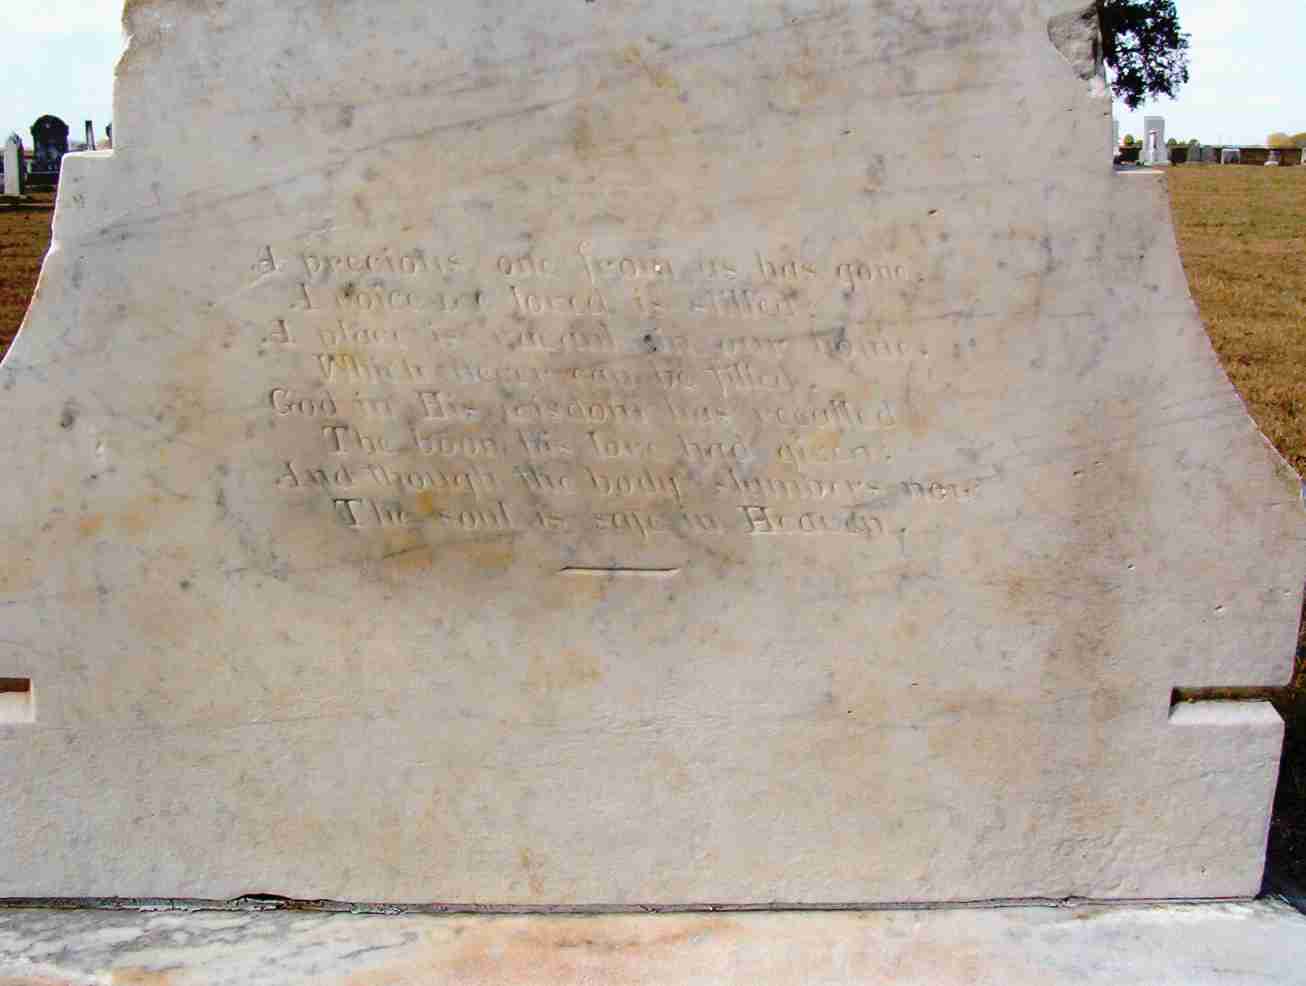 A precious one from us has gone.
A voice we loved is stilled.
A place is vacant in our home.
Which never can be filled.
God in His wisdom has recalled
The boon his love had given;
And though the body slumbers now
The soul is safe in Heaven.